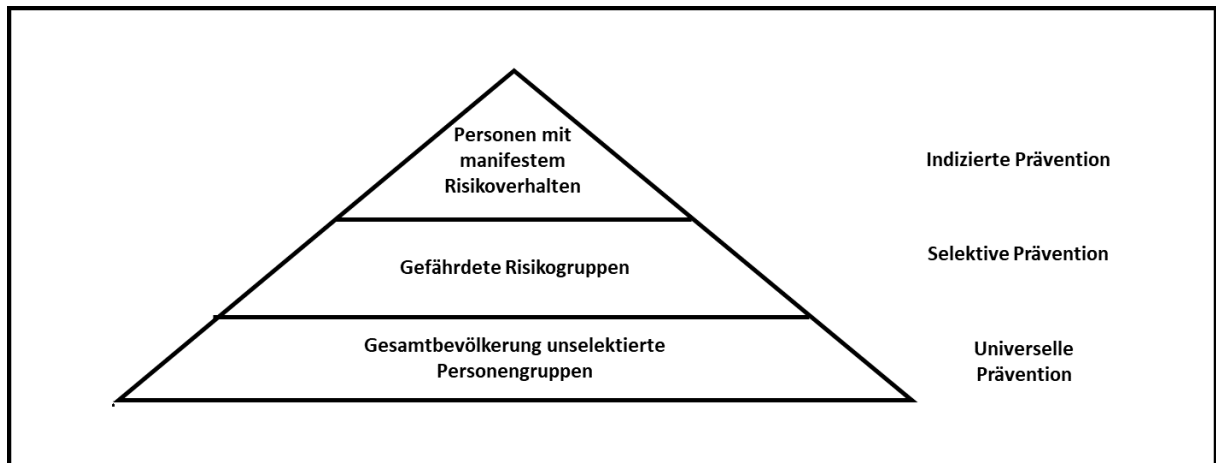 Personen mit
manifestem
Risikoverhalten
Indizierte Prävention
Gefährdete Risikogruppen
Selektive Prävention
Gesamtbevölkerung unselektierte
Personengruppen
Universelle
Prävention